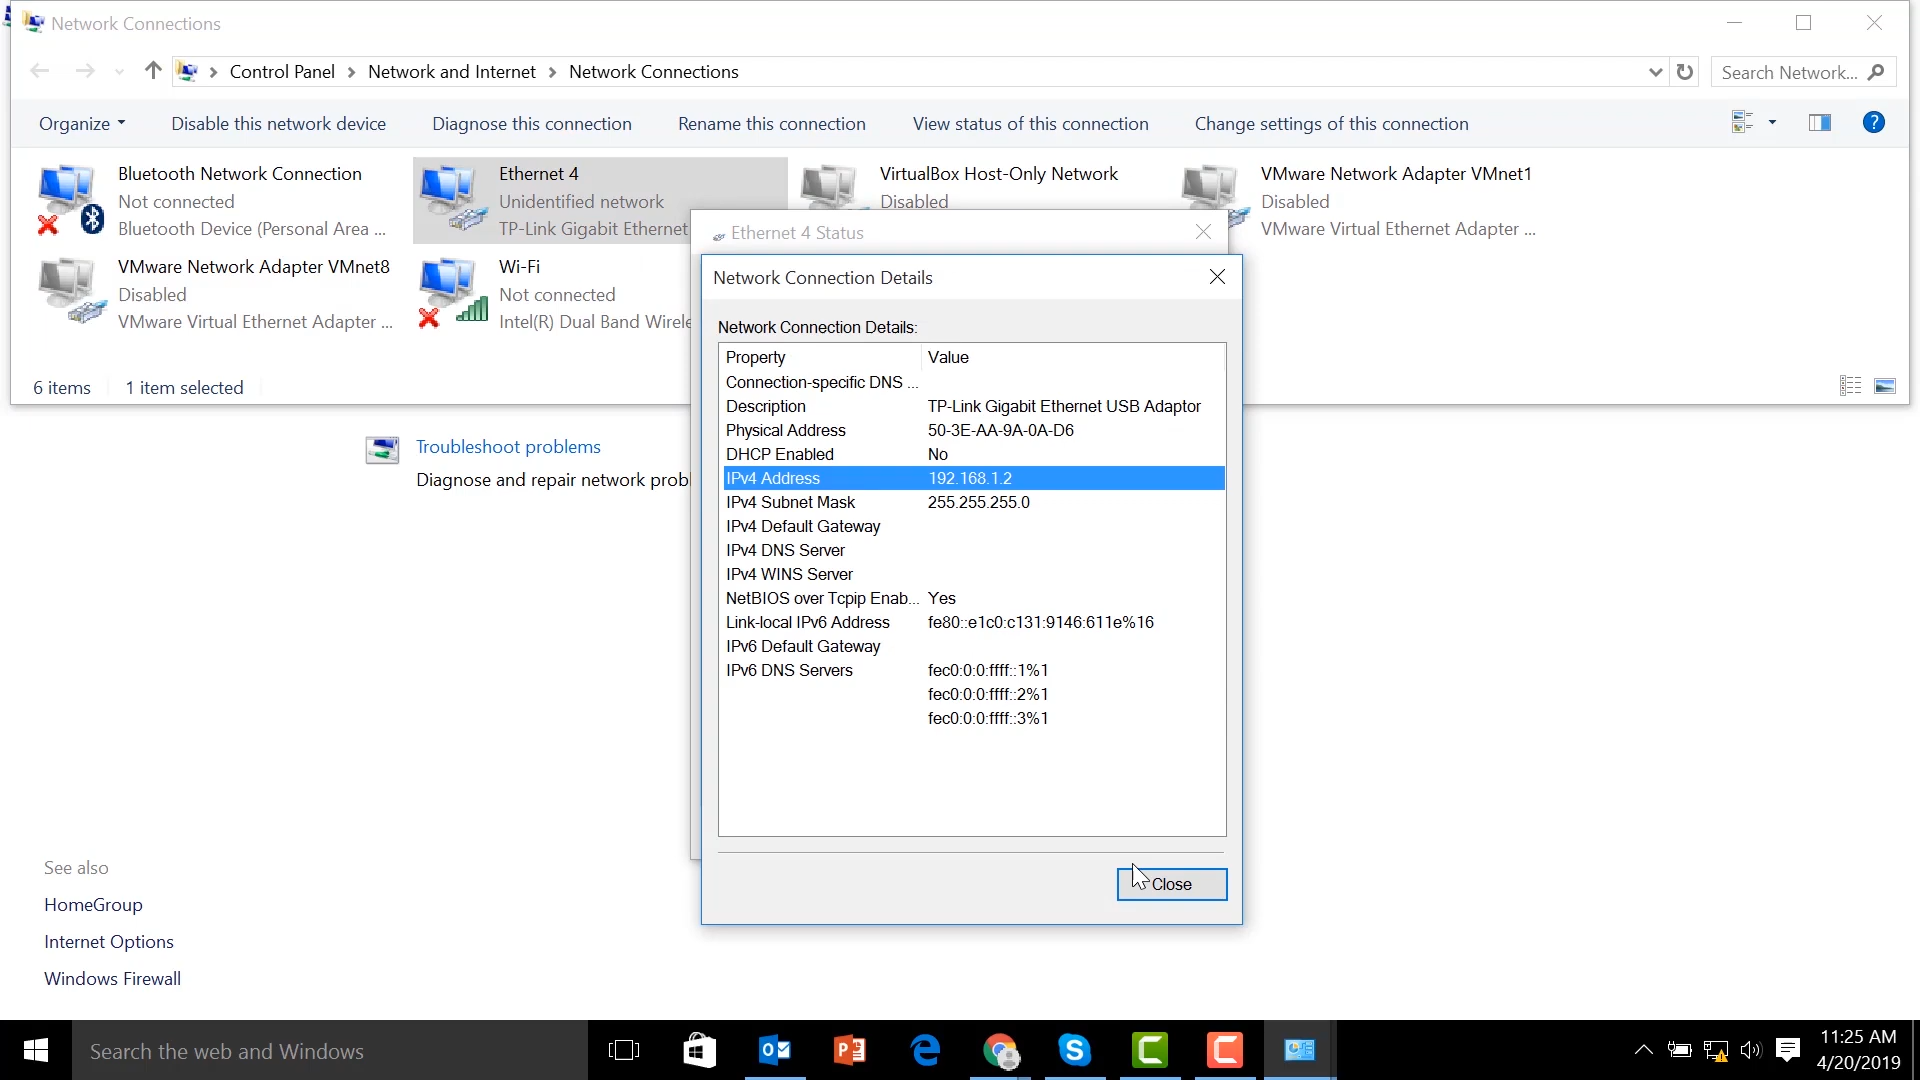 Network Connections
Control Panel > Network and Internet > Network Connections
Search Network...
Organize
Disable this network device
Diagnose this connection
Rename this connection
View status of this connection
Change settings of this connection
Bluetooth Network Connection
Not connected
Bluetooth Device (Personal Area ...
Ethernet 4
Unidentified network
TP-Link Gigabit Ethernet
VirtualBox Host-Only Network
Disabled
VMware Network Adapter VMnet1
Disabled
VMware Virtual Ethernet Adapter ...
VMware Network Adapter VMnet8
Disabled
VMware Virtual Ethernet Adapter ...
Wi-Fi
Not connected
Intel(R) Dual Band Wirele
6 items
1 item selected
Ethernet 4 Status
Network Connection Details
Network Connection Details:
Property Value
Connection-specific DNS ...
Description TP-Link Gigabit Ethernet USB Adaptor
Physical Address 50-3E-AA-9A-0A-D6
DHCP Enabled No
IPv4 Address 192.168.1.2
IPv4 Subnet Mask 255.255.255.0
IPv4 Default Gateway
IPv4 DNS Server
IPv4 WINS Server
NetBIOS over Tcpip Enab... Yes
Link-local IPv6 Address fe80::e1c0:c131:9146:611e%16
IPv6 Default Gateway
IPv6 DNS Servers fec0:0:0:ffff::1%1
fec0:0:0:ffff::2%1
fec0:0:0:ffff::3%1
Close
Troubleshoot problems
Diagnose and repair network prob
See also
HomeGroup
Internet Options
Windows Firewall
Search the web and Windows
11:25 AM
4/20/2019